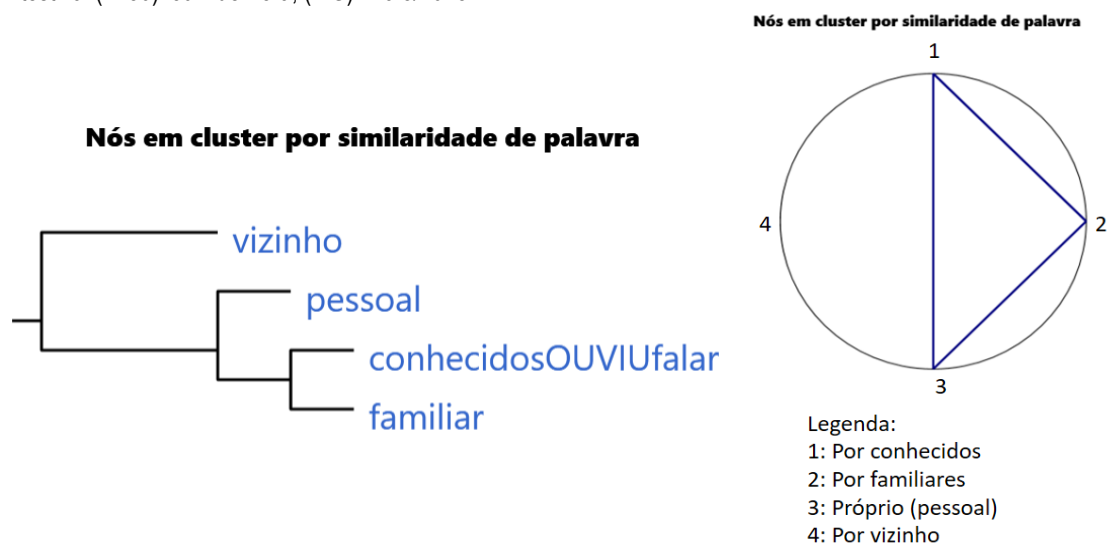 Nós em cluster por similaridade de palavra
vizinho
pessoal
conhecidosOUVIUfalar
familiar
Nós em cluster por similaridade de palavra
1
4
2
3
Legenda:
1: Por conhecidos
2: Por familiares
3: Próprio (pessoal)
4: Por vizinho